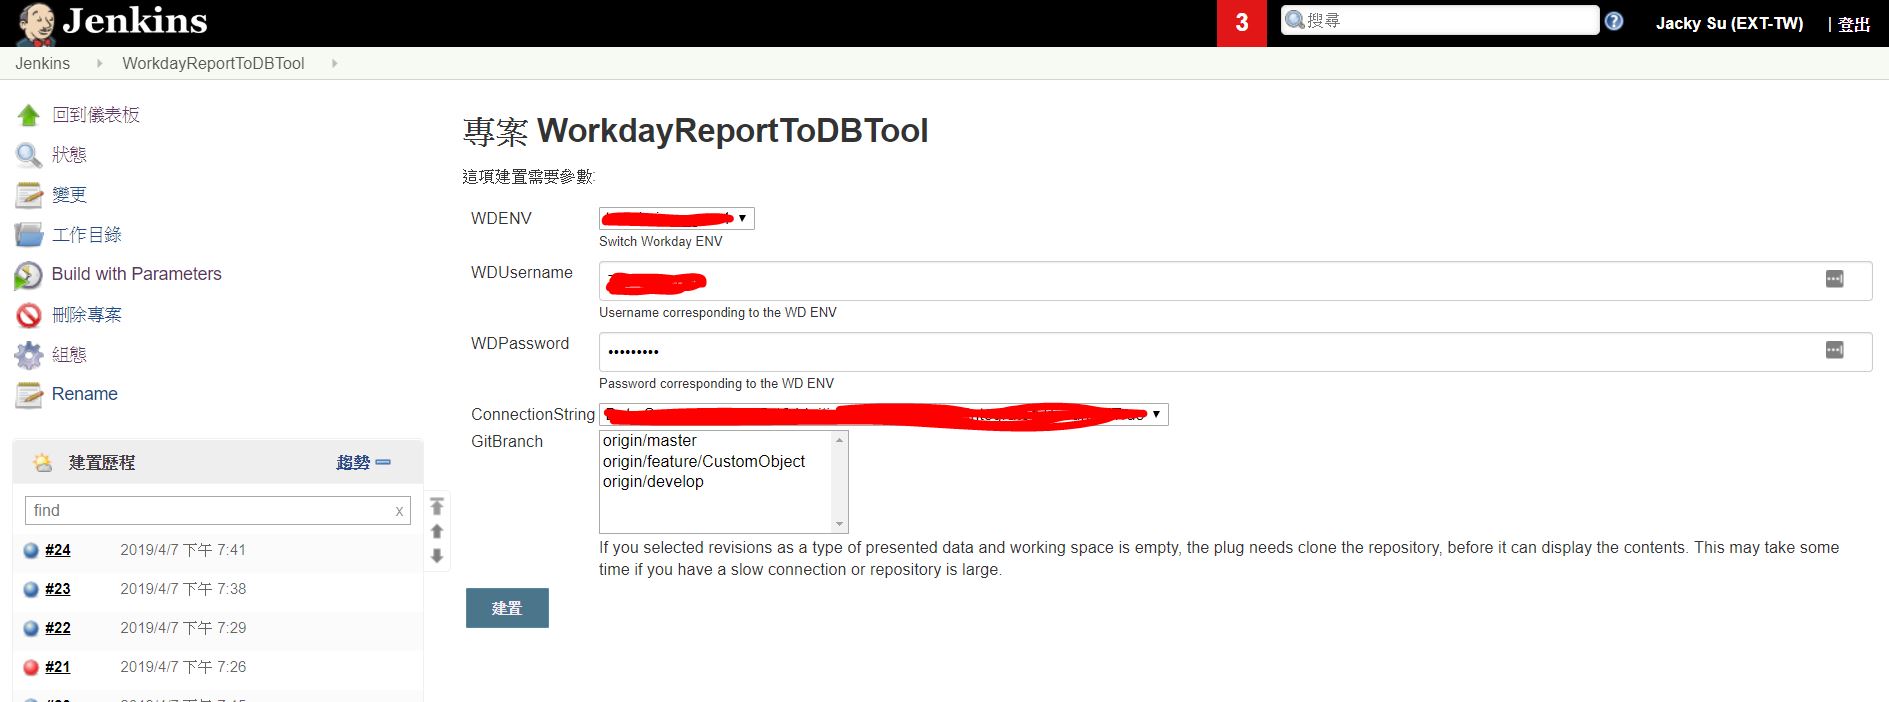 Jenkins
3
搜尋
Jacky Su (EXT-TW)
| 登出
Jenkins
WorkdayReportToDBTool
回到儀表板
狀態
變更
工作目錄
Build with Parameters
刪除專案
組態
Rename
建置歷程
趨勢
find
x
#24 2019/4/7 下午 7:41
#23 2019/4/7 下午 7:38
#22 2019/4/7 下午 7:29
#21 2019/4/7 下午 7:26
專案 WorkdayReportToDBTool
這項建置需要參數:
WDENV
Switch Workday ENV
WDUsername
Username corresponding to the WD ENV
WDPassword
•••••••••
Password corresponding to the WD ENV
ConnectionString
GitBranch
origin/master
origin/feature/CustomObject
origin/develop
If you selected revisions as a type of presented data and working space is empty, the plug needs clone the repository, before it can display the contents. This may take some
time if you have a slow connection or repository is large.
建置